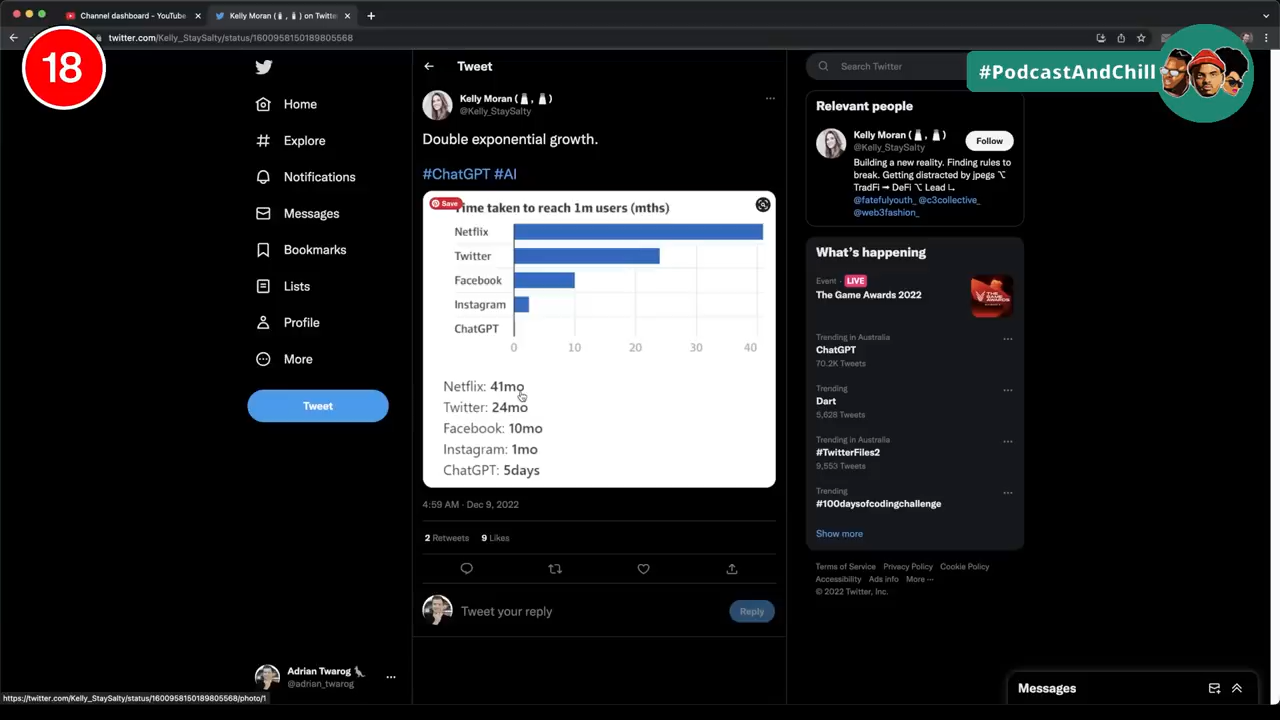 Channel dashboard - YouTube
Kelly Moran (🧂, 🧂) on Twitte
twitter.com/Kelly_StaySalty/status/1600958150189805568
18
#PodcastAndChill
Home
Explore
Notifications
Messages
Bookmarks
Lists
Profile
More
Tweet
Adrian Twarog
@adrian_twarog
https://twitter.com/Kelly_StaySalty/status/1600958150189805568/photo/1
Tweet
Kelly Moran (🧂, 🧂)
@Kelly_StaySalty
Double exponential growth.
#ChatGPT #AI
Save
Time taken to reach 1m users (mths)
Netflix
Twitter
Facebook
Instagram
ChatGPT
0 10 20 30 40
Netflix: 41mo
Twitter: 24mo
Facebook: 10mo
Instagram: 1mo
ChatGPT: 5days
4:59 AM · Dec 9, 2022
2 Retweets 9 Likes
Tweet your reply
Reply
Search Twitter
Relevant people
Kelly Moran (🧂, 🧂)
@Kelly_StaySalty
Follow
Building a new reality. Finding rules to
break. Getting distracted by jpegs ⌥
TradFi ➡ DeFi ⌥ Lead ↳
@fatefulyouth_ @c3collective_
@web3fashion_
What's happening
Event · LIVE
The Game Awards 2022
Trending in Australia
ChatGPT
70.2K Tweets
Trending
Dart
5,628 Tweets
Trending in Australia
#TwitterFiles2
9,553 Tweets
Trending
#100daysofcodingchallenge
Show more
Terms of Service Privacy Policy Cookie Policy
Accessibility Ads info More ···
© 2022 Twitter, Inc.
Messages